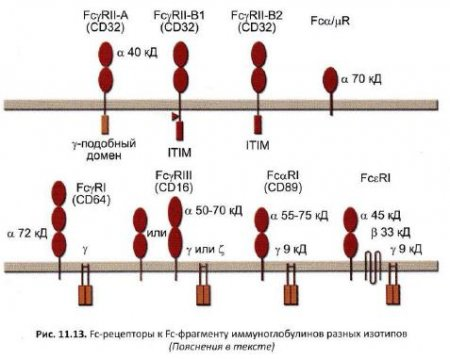 FcγRII-A FcγRII-B1 FcγRII-B2 Fcα/μR
(CD32) (CD32) (CD32)
α 40 кД
α 70 кД
γ-подобный
домен
ITIM
ITIM
FcγRI
(CD64)
FcγRIII
(CD16)
FcαRI
(CD89)
FcεRI
α 72 кД
γ
или
α 50-70 кД
γ или ζ
α 55-75 кД
γ 9 кД
α 45 кД
β 33 кД
γ 9 кД
Рис. 11.13. Fc-рецепторы к Fc-фрагменту иммуноглобулинов разных изотипов
(Пояснения в тексте)